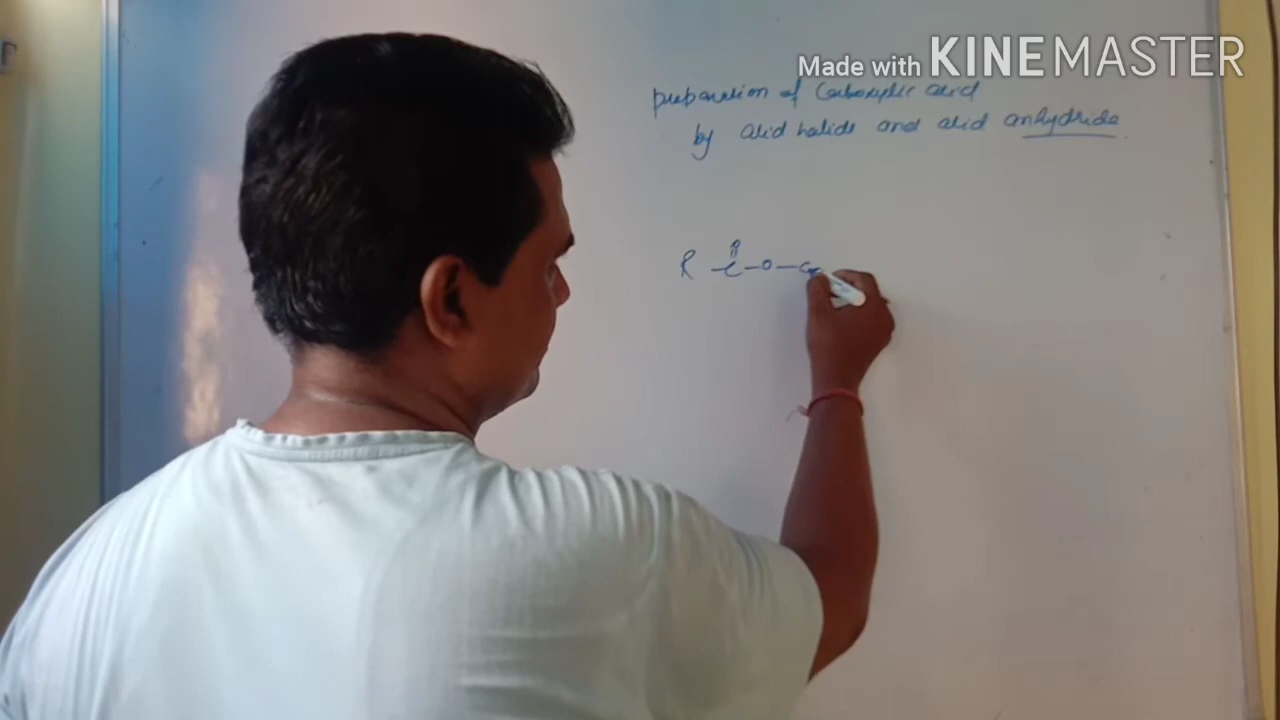 Made with KINEMASTER
preparation of Carboxylic acid
by acid halide and acid anhydride.
O
R – C – O – C